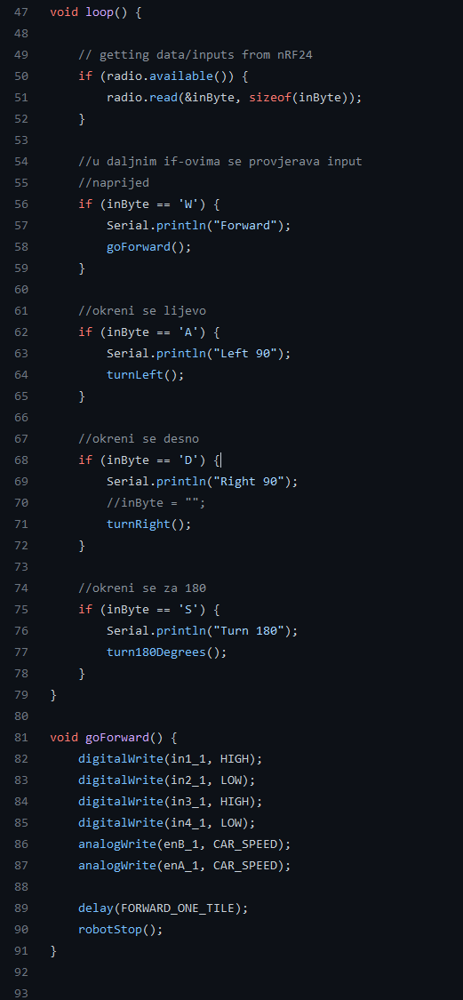 47 void loop() {
48
49     // getting data/inputs from nRF24
50     if (radio.available()) {
51         radio.read(&inByte, sizeof(inByte));
52     }
53
54     //u daljnim if-ovima se provjerava input
55     //naprijed
56     if (inByte == 'W') {
57         Serial.println("Forward");
58         goForward();
59     }
60
61     //okreni se lijevo
62     if (inByte == 'A') {
63         Serial.println("Left 90");
64         turnLeft();
65     }
66
67     //okreni se desno
68     if (inByte == 'D') {
69         Serial.println("Right 90");
70         //inByte = "";
71         turnRight();
72     }
73
74     //okreni se za 180
75     if (inByte == 'S') {
76         Serial.println("Turn 180");
77         turn180Degrees();
78     }
79 }
80
81 void goForward() {
82     digitalWrite(in1_1, HIGH);
83     digitalWrite(in2_1, LOW);
84     digitalWrite(in3_1, HIGH);
85     digitalWrite(in4_1, LOW);
86     analogWrite(enB_1, CAR_SPEED);
87     analogWrite(enA_1, CAR_SPEED);
88
89     delay(FORWARD_ONE_TILE);
90     robotStop();
91 }
92
93